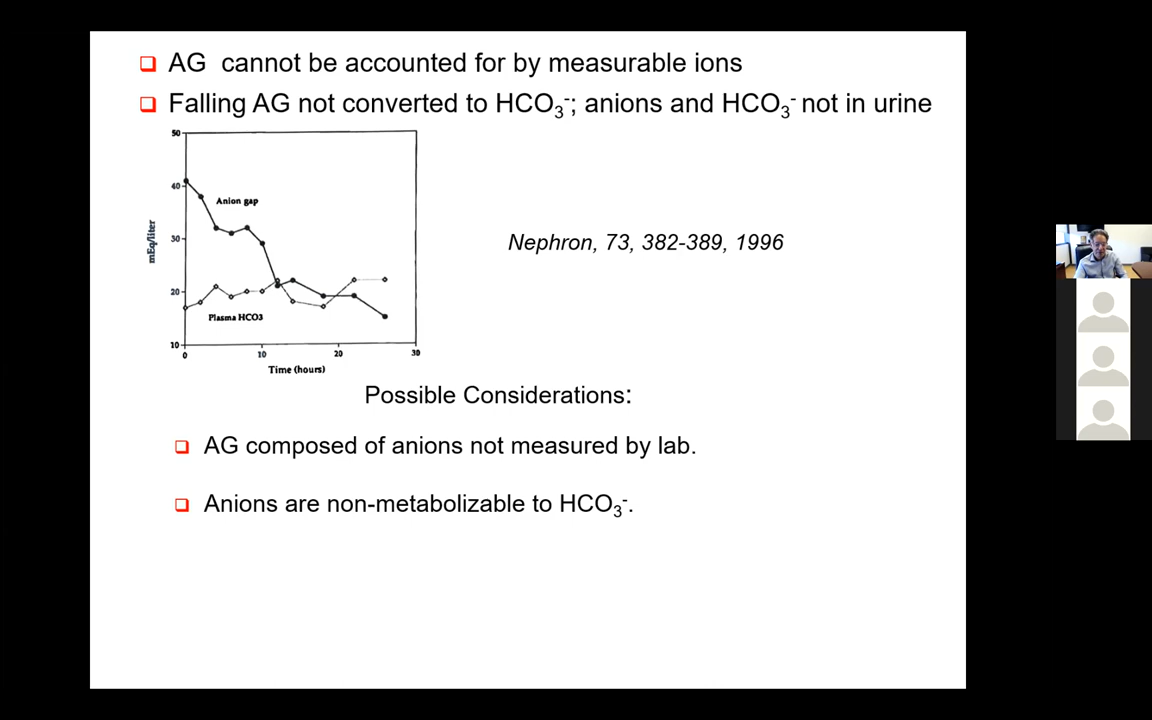 AG cannot be accounted for by measurable ions
Falling AG not converted to HCO₃⁻; anions and HCO₃⁻ not in urine
50
40
30
20
10
mEq/liter
Anion gap
Plasma HCO3
0
10
20
30
Time (hours)
Nephron, 73, 382-389, 1996
Possible Considerations:
AG composed of anions not measured by lab.
Anions are non-metabolizable to HCO₃⁻.